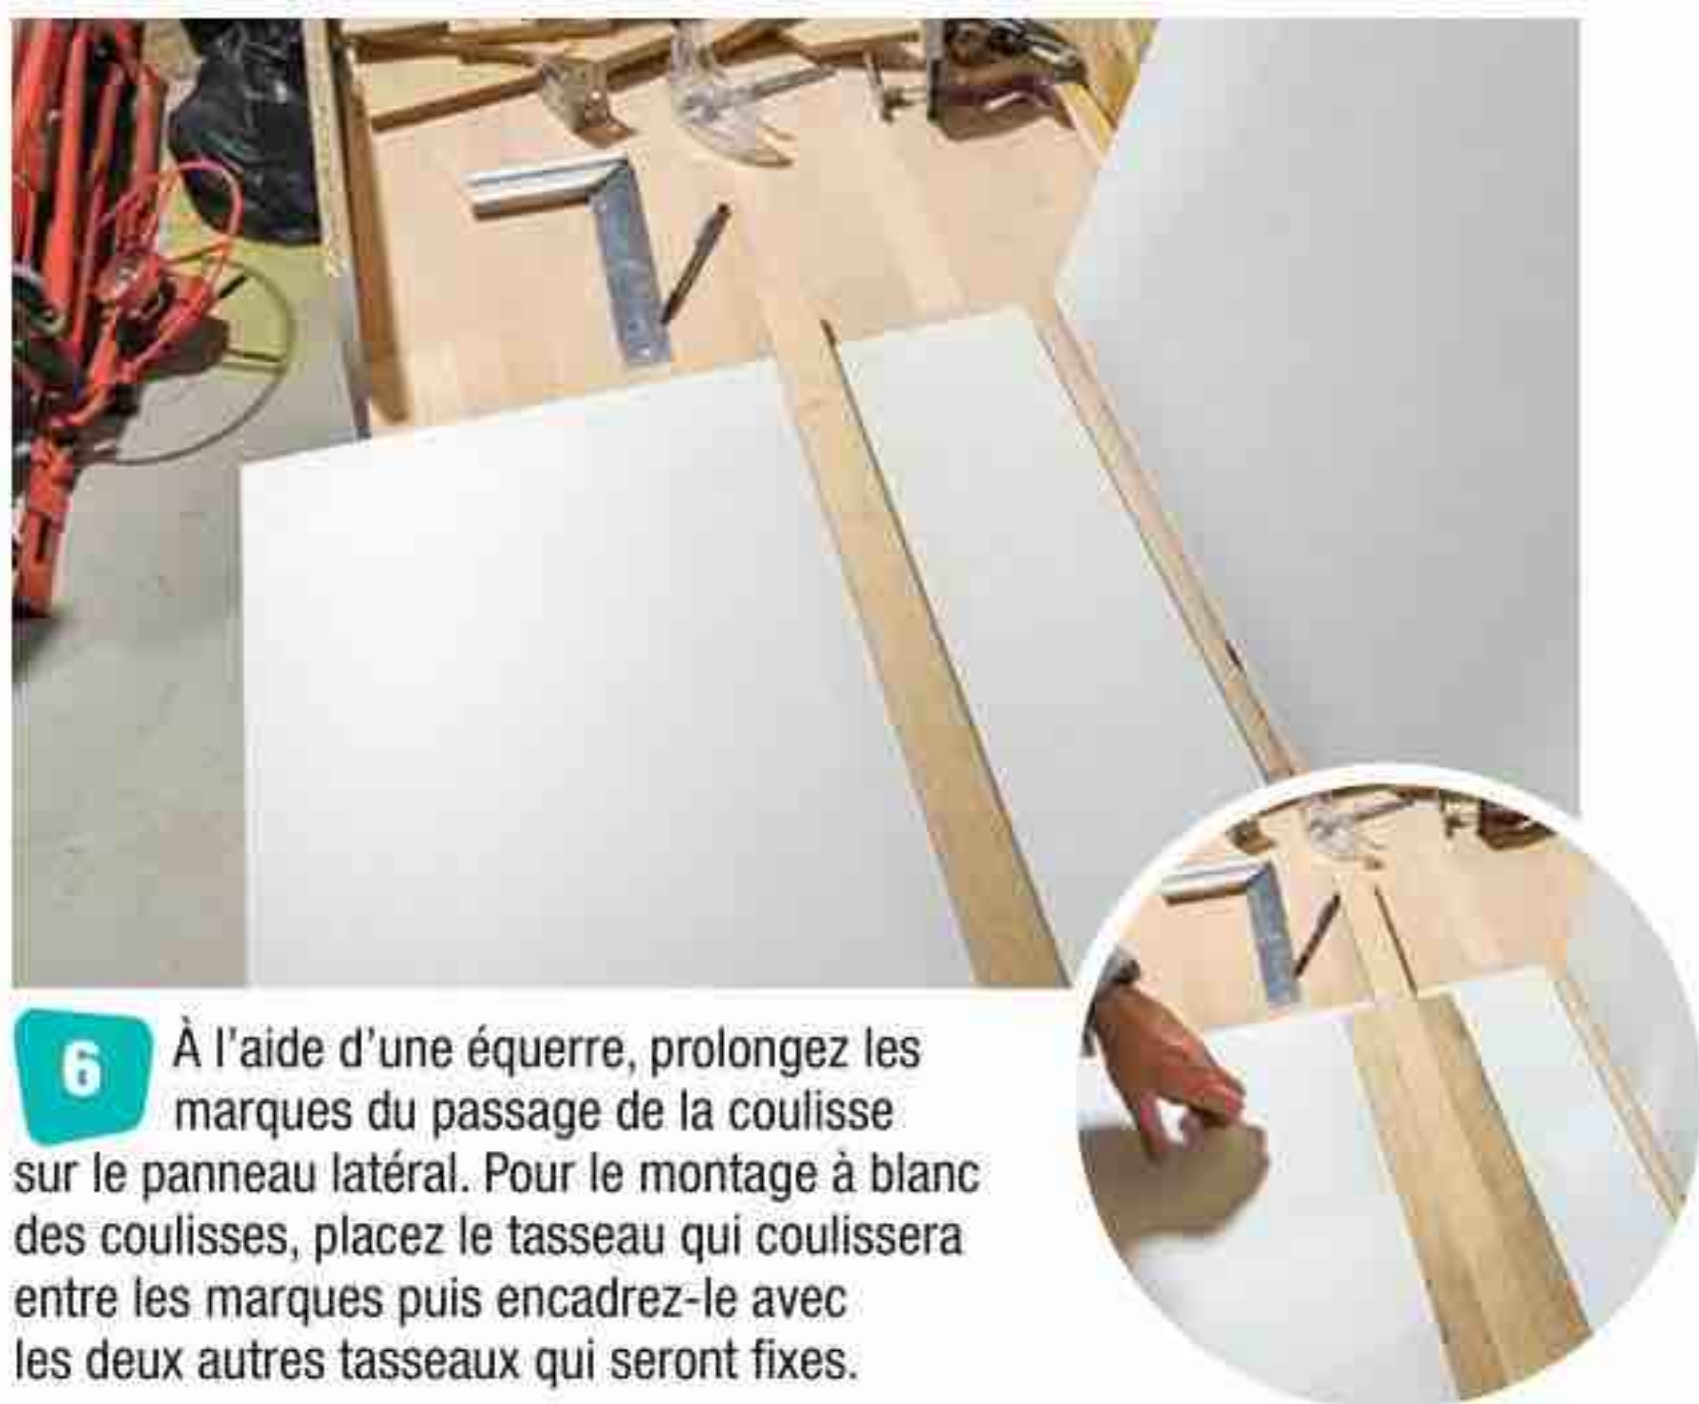 6 À l'aide d'une équerre, prolongez les
marques du passage de la coulisse
sur le panneau latéral. Pour le montage à blanc
des coulisses, placez le tasseau qui coulissera
entre les marques puis encadrez-le avec
les deux autres tasseaux qui seront fixes.